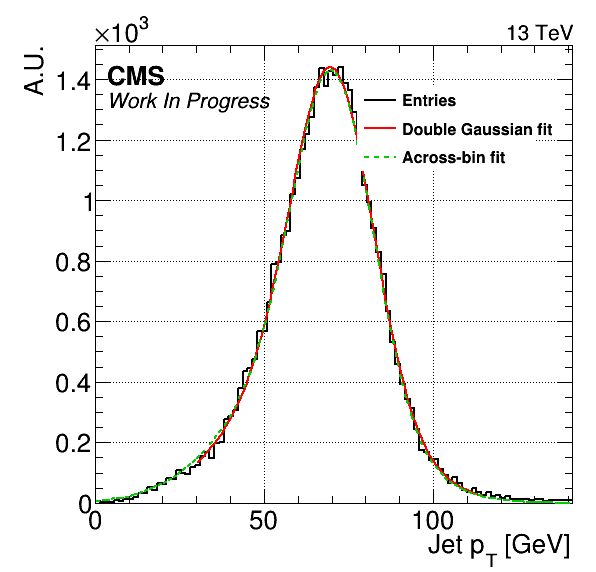 ×10³
13 TeV
A.U.
CMS
Work In Progress
Entries
Double Gaussian fit
Across-bin fit
1.4
1.2
1
0.8
0.6
0.4
0.2
0
0
50
100
Jet p_T [GeV]